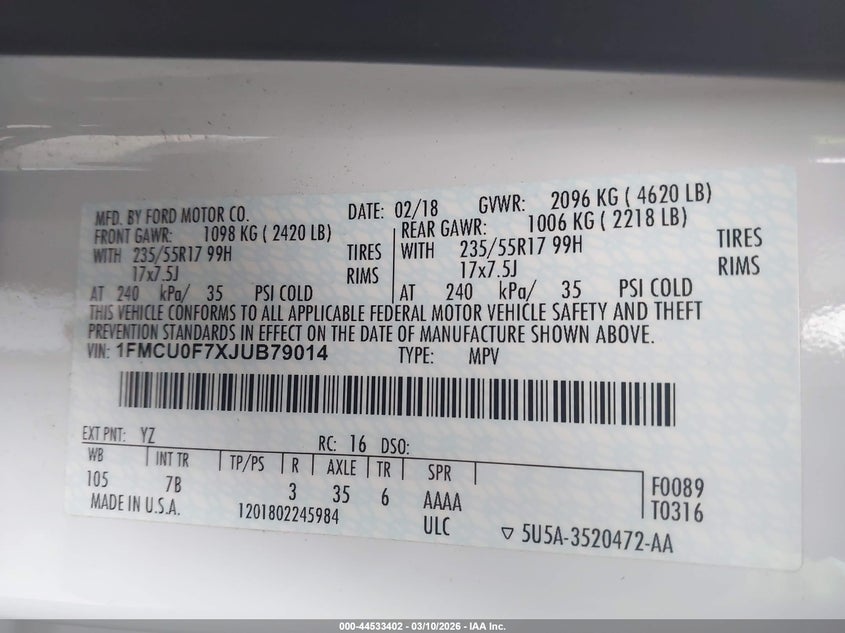 MFD. BY FORD MOTOR CO. DATE: 02/18 GVWR: 2096 KG ( 4620 LB)
FRONT GAWR: 1098 KG ( 2420 LB) REAR GAWR: 1006 KG ( 2218 LB)
WITH 235/55R17 99H TIRES WITH 235/55R17 99H TIRES
17x7.5J RIMS 17x7.5J RIMS
AT 240 kPa/ 35 PSI COLD AT 240 kPa/ 35 PSI COLD
THIS VEHICLE CONFORMS TO ALL APPLICABLE FEDERAL MOTOR VEHICLE SAFETY AND THEFT
PREVENTION STANDARDS IN EFFECT ON THE DATE OF MANUFACTURE SHOWN ABOVE.
VIN: 1FMCU0F7XJUB79014 TYPE: MPV
EXT PNT: YZ RC: 16 DSO:
WB INT TR TP/PS R AXLE TR SPR
105 7B 3 35 6 AAAA F0089
MADE IN U.S.A. 1201802245984 ULC T0316
▽ 5U5A-3520472-AA
000-44533402 - 03/10/2026 - IAA Inc.